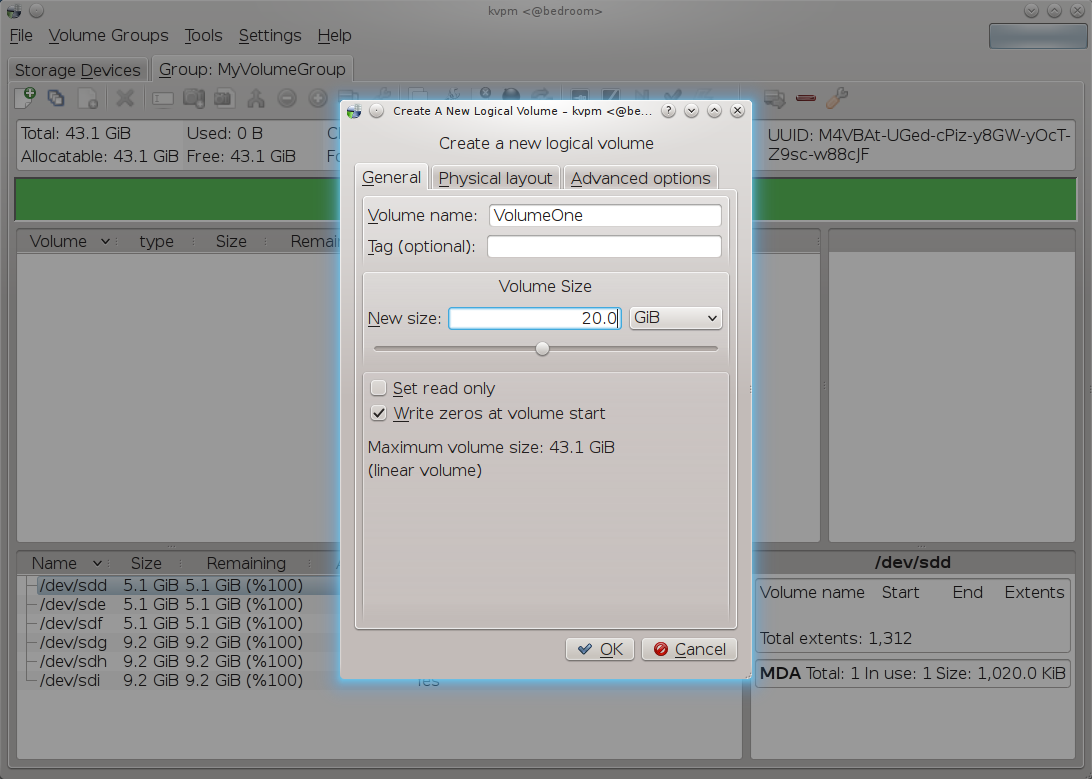 kvpm <@bedroom>
File Volume Groups Tools Settings Help
Storage Devices Group: MyVolumeGroup
Total: 43.1 GiB Used: 0 B
Allocatable: 43.1 GiB Free: 43.1 GiB
UUID: M4VBAt-UGed-cPiz-y8GW-yOcT-
Z9sc-w88cJF
Volume type Size
Create A New Logical Volume – kvpm <@be...
Create a new logical volume
General Physical layout Advanced options
Volume name: VolumeOne
Tag (optional):
Volume Size
New size: 20.0 GiB
Set read only
Write zeros at volume start
Maximum volume size: 43.1 GiB
(linear volume)
OK Cancel
Name Size Remaining
/dev/sdd 5.1 GiB 5.1 GiB (%100)
/dev/sde 5.1 GiB 5.1 GiB (%100)
/dev/sdf 5.1 GiB 5.1 GiB (%100)
/dev/sdg 9.2 GiB 9.2 GiB (%100)
/dev/sdh 9.2 GiB 9.2 GiB (%100)
/dev/sdi 9.2 GiB 9.2 GiB (%100) Yes
/dev/sdd
Volume name Start End Extents
Total extents: 1,312
MDA Total: 1 In use: 1 Size: 1,020.0 KiB